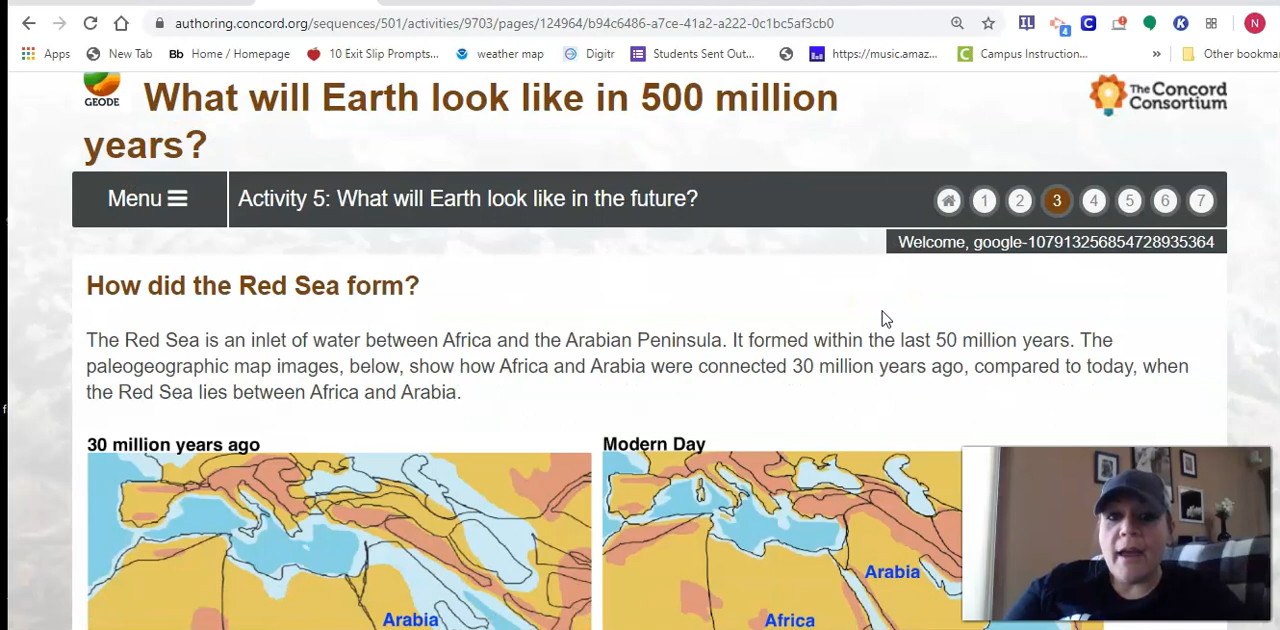 authoring.concord.org/sequences/501/activities/9703/pages/124964/b94c6486-a7ce-41a2-a222-0c1bc5af3cb0
IL 4 C K N
Apps New Tab Bb Home / Homepage 10 Exit Slip Prompts... weather map Digitr Students Sent Out... https://music.amaz... Campus Instruction... » Other bookma
GEODE
What will Earth look like in 500 million
years?
The Concord
Consortium
Menu Activity 5: What will Earth look like in the future? 1 2 3 4 5 6 7
Welcome, google-107913256854728935364
How did the Red Sea form?
The Red Sea is an inlet of water between Africa and the Arabian Peninsula. It formed within the last 50 million years. The
paleogeographic map images, below, show how Africa and Arabia were connected 30 million years ago, compared to today, when
the Red Sea lies between Africa and Arabia.
30 million years ago Modern Day
Arabia
Arabia Africa